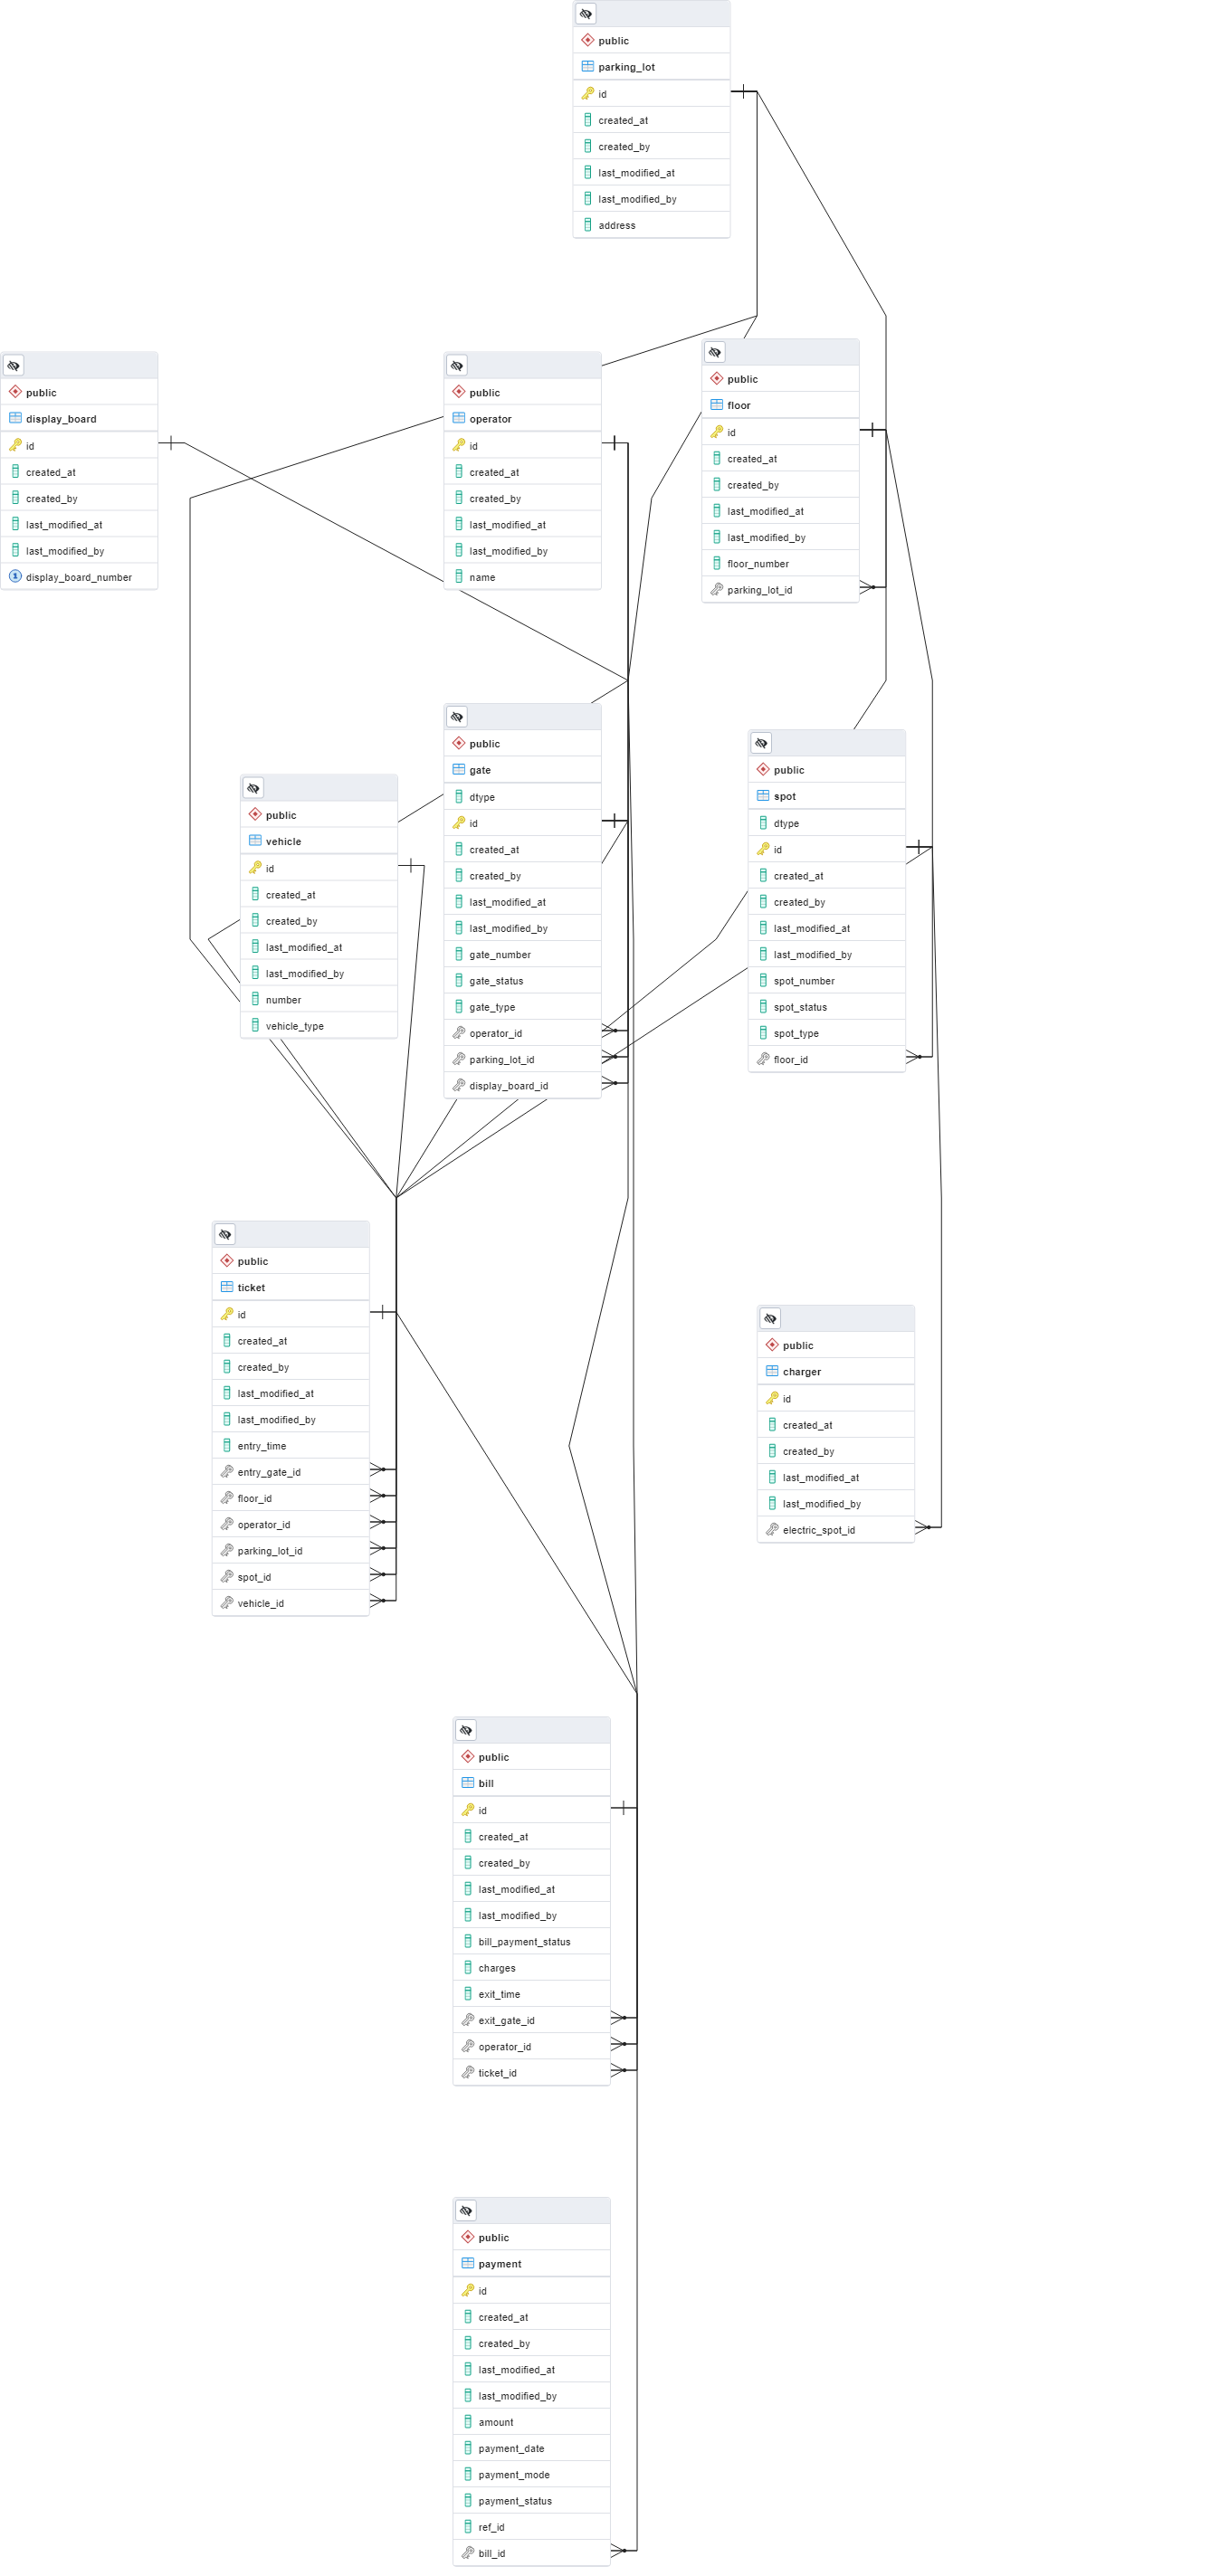 public
parking_lot
id
created_at
created_by
last_modified_at
last_modified_by
address
public
display_board
id
created_at
created_by
last_modified_at
last_modified_by
display_board_number
public
operator
id
created_at
created_by
last_modified_at
last_modified_by
name
public
floor
id
created_at
created_by
last_modified_at
last_modified_by
floor_number
parking_lot_id
public
vehicle
id
created_at
created_by
last_modified_at
last_modified_by
number
vehicle_type
public
gate
dtype
id
created_at
created_by
last_modified_at
last_modified_by
gate_number
gate_status
gate_type
operator_id
parking_lot_id
display_board_id
public
spot
dtype
id
created_at
created_by
last_modified_at
last_modified_by
spot_number
spot_status
spot_type
floor_id
public
ticket
id
created_at
created_by
last_modified_at
last_modified_by
entry_time
entry_gate_id
floor_id
operator_id
parking_lot_id
spot_id
vehicle_id
public
charger
id
created_at
created_by
last_modified_at
last_modified_by
electric_spot_id
public
bill
id
created_at
created_by
last_modified_at
last_modified_by
bill_payment_status
charges
exit_time
exit_gate_id
operator_id
ticket_id
public
payment
id
created_at
created_by
last_modified_at
last_modified_by
amount
payment_date
payment_mode
payment_status
ref_id
bill_id